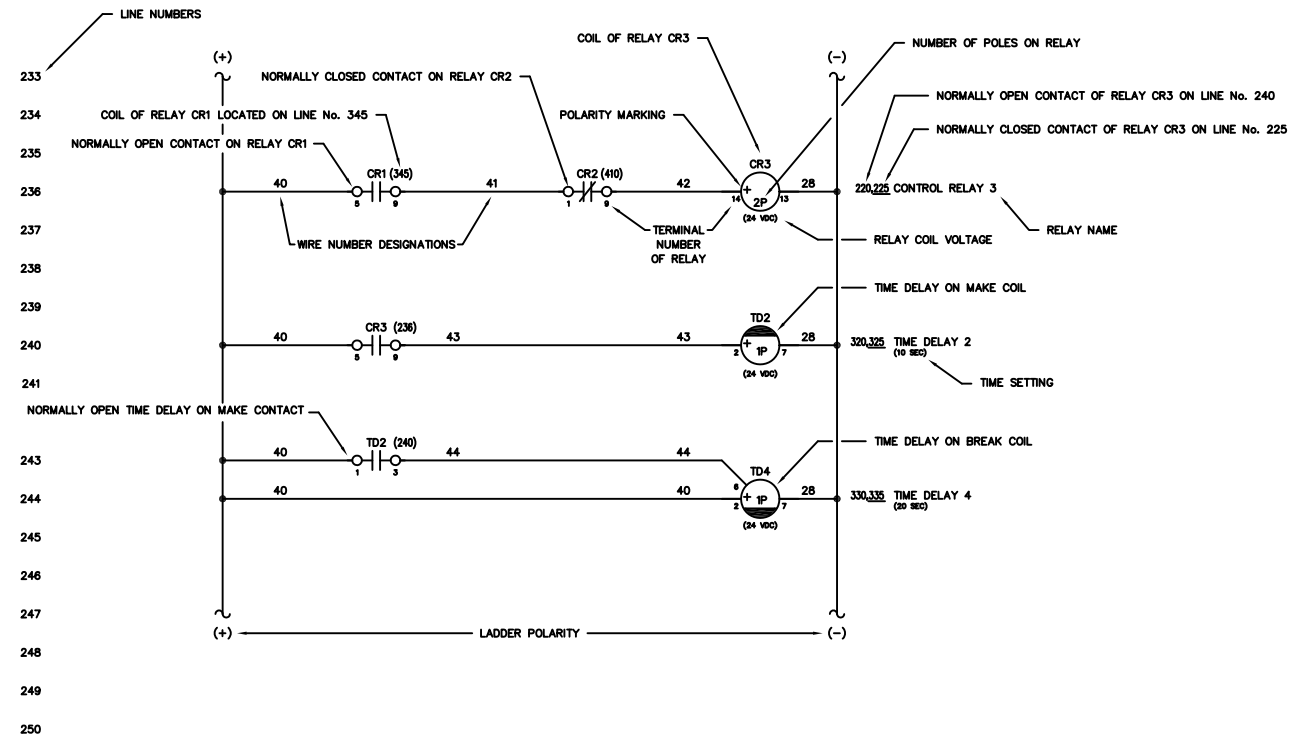 LINE NUMBERS
COIL OF RELAY CR3
NUMBER OF POLES ON RELAY
(+)
(-)
233
NORMALLY CLOSED CONTACT ON RELAY CR2
NORMALLY OPEN CONTACT OF RELAY CR3 ON LINE No. 240
234
COIL OF RELAY CR1 LOCATED ON LINE No. 345
POLARITY MARKING
NORMALLY CLOSED CONTACT OF RELAY CR3 ON LINE No. 225
NORMALLY OPEN CONTACT ON RELAY CR1
235
CR1 (345)
CR2 (410)
CR3
236
40
41
42
+
2P
28
220,225 CONTROL RELAY 3
5
9
1
9
14
13
(24 VDC)
237
WIRE NUMBER DESIGNATIONS
TERMINAL
NUMBER
OF RELAY
RELAY COIL VOLTAGE
RELAY NAME
238
239
TIME DELAY ON MAKE COIL
CR3 (236)
TD2
240
40
43
43
+
1P
28
320,325 TIME DELAY 2
(10 SEC)
5
9
2
7
(24 VDC)
241
TIME SETTING
NORMALLY OPEN TIME DELAY ON MAKE CONTACT
TIME DELAY ON BREAK COIL
TD2 (240)
243
40
44
44
1
3
TD4
6
244
40
40
+
1P
28
330,335 TIME DELAY 4
(20 SEC)
2
7
(24 VDC)
245
246
247
(+)
LADDER POLARITY
(-)
248
249
250